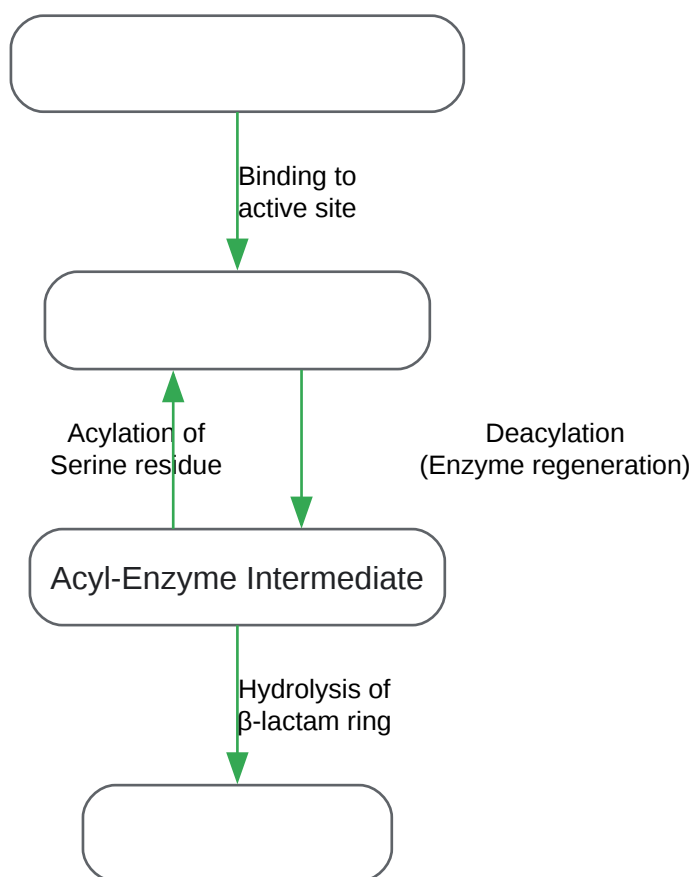 Binding to
active site
Acylation of
Serine residue
Deacylation
(Enzyme regeneration)
Acyl-Enzyme Intermediate
Hydrolysis of
β-lactam ring